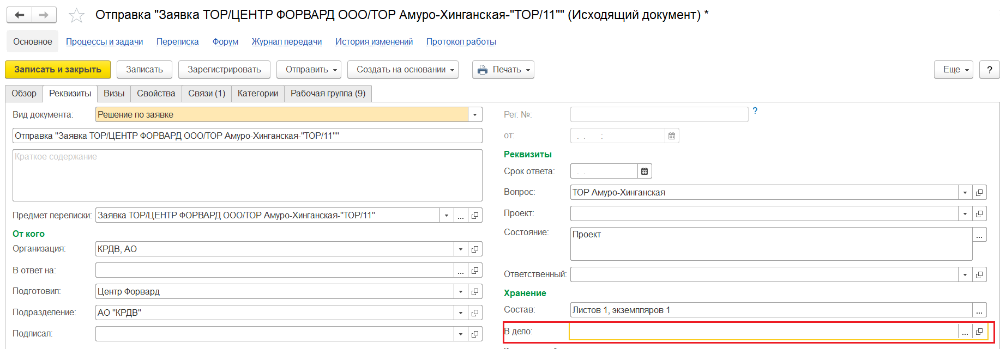 Отправка "Заявка ТОР/ЦЕНТР ФОРВАРД ООО/ТОР Амуро-Хинганская-"ТОР/11"" (Исходящий документ) *
Основное Процессы и задачи Переписка Форум Журнал передачи История изменений Протокол работы
Записать и закрыть Записать Зарегистрировать Отправить Создать на основании Печать Еще ?
Обзор Реквизиты Визы Свойства Связи (1) Категории Рабочая группа (9)
Вид документа: Решение по заявке
Отправка "Заявка ТОР/ЦЕНТР ФОРВАРД ООО/ТОР Амуро-Хинганская-"ТОР/11""
Краткое содержание
Предмет переписки: Заявка ТОР/ЦЕНТР ФОРВАРД ООО/ТОР Амуро-Хинганская-"ТОР/11" ...
От кого
Организация: КРДВ, АО
В ответ на: ...
Подготовил: Центр Форвард
Подразделение: АО "КРДВ"
Подписал:
Рег. №: ?
от: . . :
Реквизиты
Срок ответа: . .
Вопрос: ТОР Амуро-Хинганская
Проект:
Состояние: Проект ...
Ответственный:
Хранение
Состав: Листов 1, экземпляров 1 ...
В дело: ...